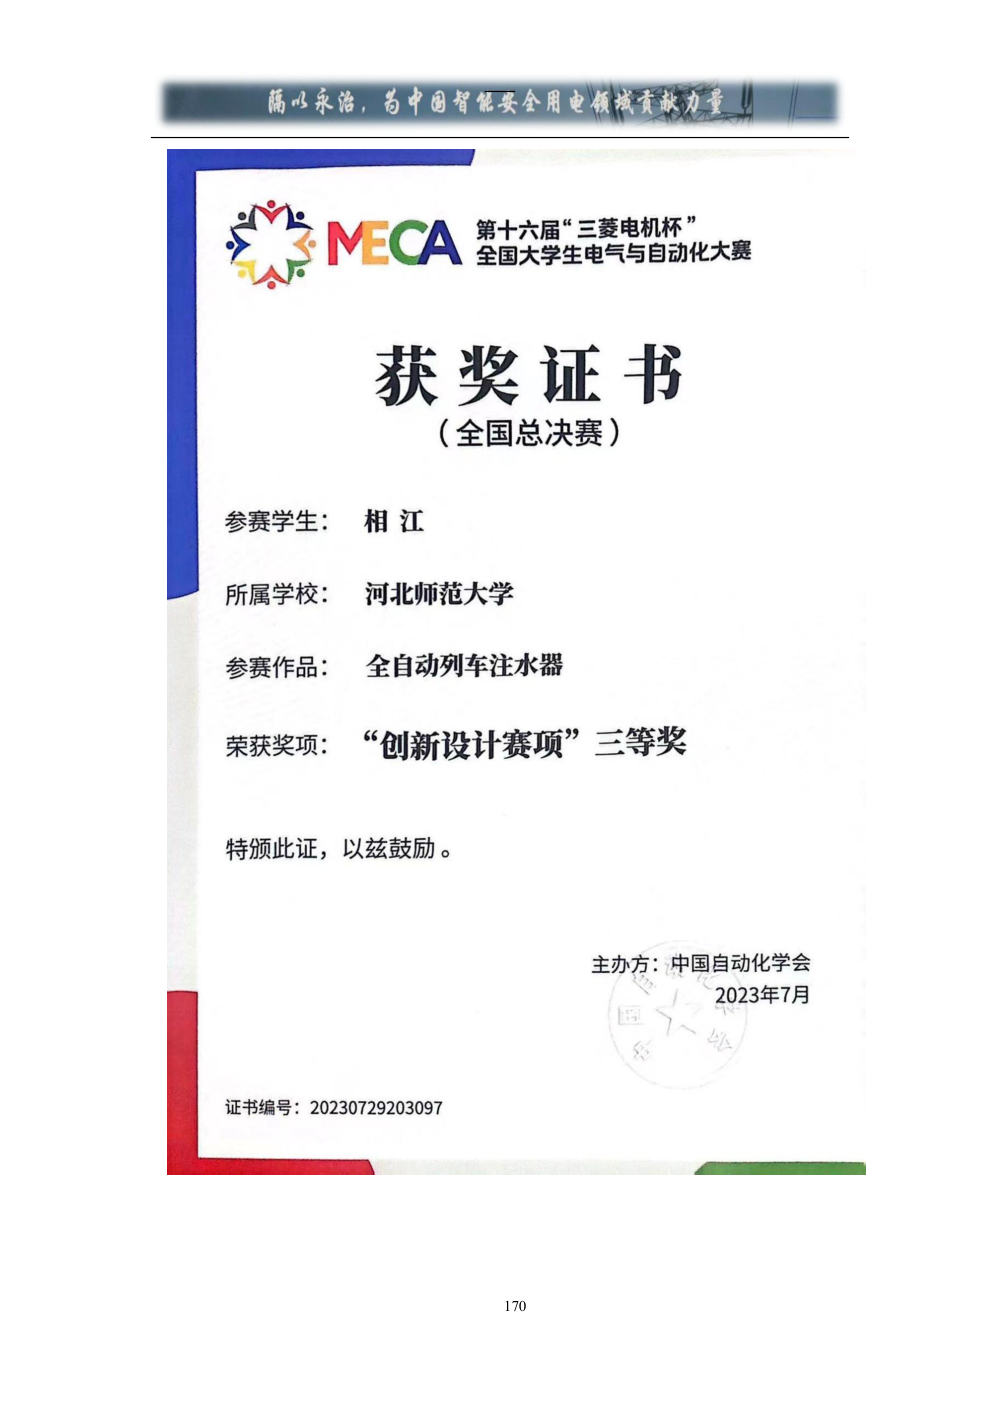 隔以永治，为中国智能安全用电领域贡献力量
MECA
第十六届“三菱电机杯”
全国大学生电气与自动化大赛
获奖证书
（全国总决赛）
参赛学生： 相江
所属学校： 河北师范大学
参赛作品： 全自动列车注水器
荣获奖项： “创新设计赛项”三等奖
特颁此证，以兹鼓励。
主办方：中国自动化学会
2023年7月
证书编号：20230729203097
170